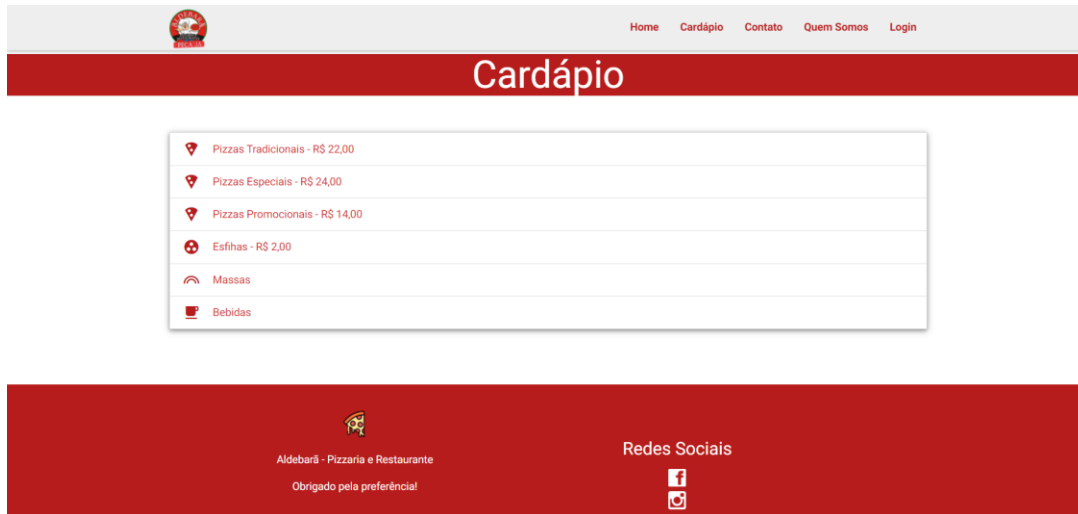 Home Cardápio Contato Quem Somos Login
Cardápio
Pizzas Tradicionais - R$ 22,00
Pizzas Especiais - R$ 24,00
Pizzas Promocionais - R$ 14,00
Esfihas - R$ 2,00
Massas
Bebidas
Aldebarã - Pizzaria e Restaurante
Obrigado pela preferência!
Redes Sociais